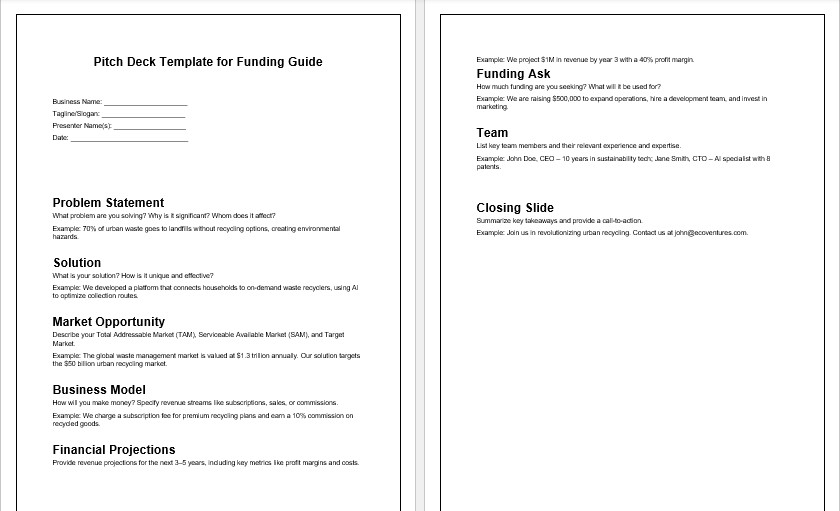 Pitch Deck Template for Funding Guide
Business Name: ______________________
Tagline/Slogan: ______________________
Presenter Name(s): ___________________
Date: _______________________________
Problem Statement
What problem are you solving? Why is it significant? Whom does it affect?
Example: 70% of urban waste goes to landfills without recycling options, creating environmental
hazards.
Solution
What is your solution? How is it unique and effective?
Example: We developed a platform that connects households to on-demand waste recyclers, using AI
to optimize collection routes.
Market Opportunity
Describe your Total Addressable Market (TAM), Serviceable Available Market (SAM), and Target
Market.
Example: The global waste management market is valued at $1.3 trillion annually. Our solution targets
the $50 billion urban recycling market.
Business Model
How will you make money? Specify revenue streams like subscriptions, sales, or commissions.
Example: We charge a subscription fee for premium recycling plans and earn a 10% commission on
recycled goods.
Financial Projections
Provide revenue projections for the next 3–5 years, including key metrics like profit margins and costs.
Example: We project $1M in revenue by year 3 with a 40% profit margin.
Funding Ask
How much funding are you seeking? What will it be used for?
Example: We are raising $500,000 to expand operations, hire a development team, and invest in
marketing.
Team
List key team members and their relevant experience and expertise.
Example: John Doe, CEO – 10 years in sustainability tech; Jane Smith, CTO – AI specialist with 8
patents.
Closing Slide
Summarize key takeaways and provide a call-to-action.
Example: Join us in revolutionizing urban recycling. Contact us at john@ecoventures.com.